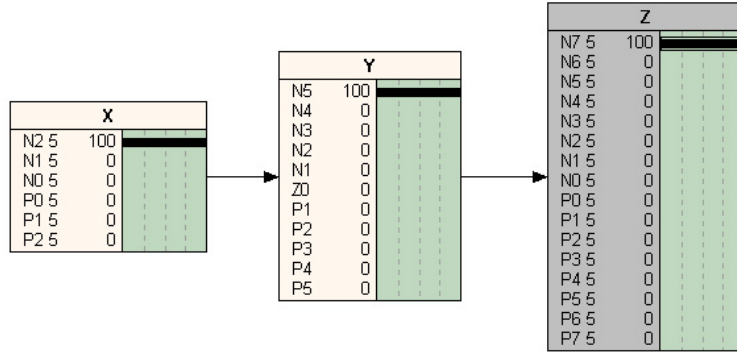 X
N2 5 100
N1 5 0
N0 5 0
P0 5 0
P1 5 0
P2 5 0
Y
N5 100
N4 0
N3 0
N2 0
N1 0
Z0 0
P1 0
P2 0
P3 0
P4 0
P5 0
Z
N7 5 100
N6 5 0
N5 5 0
N4 5 0
N3 5 0
N2 5 0
N1 5 0
N0 5 0
P0 5 0
P1 5 0
P2 5 0
P3 5 0
P4 5 0
P5 5 0
P6 5 0
P7 5 0